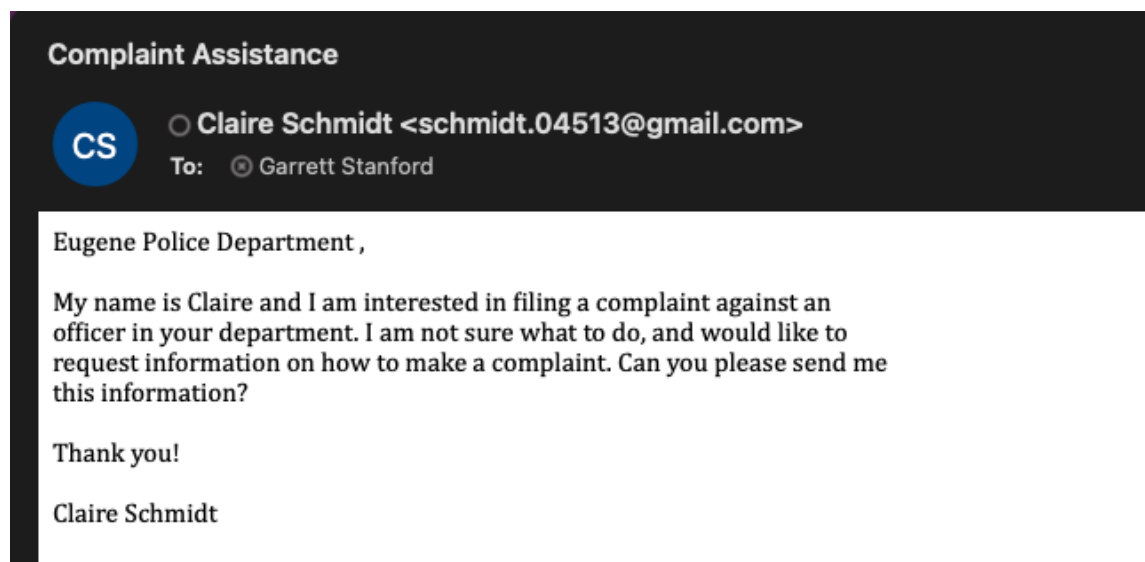 Complaint Assistance
CS
Claire Schmidt <schmidt.04513@gmail.com>
To: Garrett Stanford
Eugene Police Department ,
My name is Claire and I am interested in filing a complaint against an
officer in your department. I am not sure what to do, and would like to
request information on how to make a complaint. Can you please send me
this information?
Thank you!
Claire Schmidt